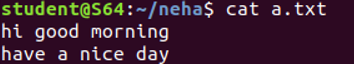 student@S64:~/neha$ cat a.txt
hi good morning
have a nice day